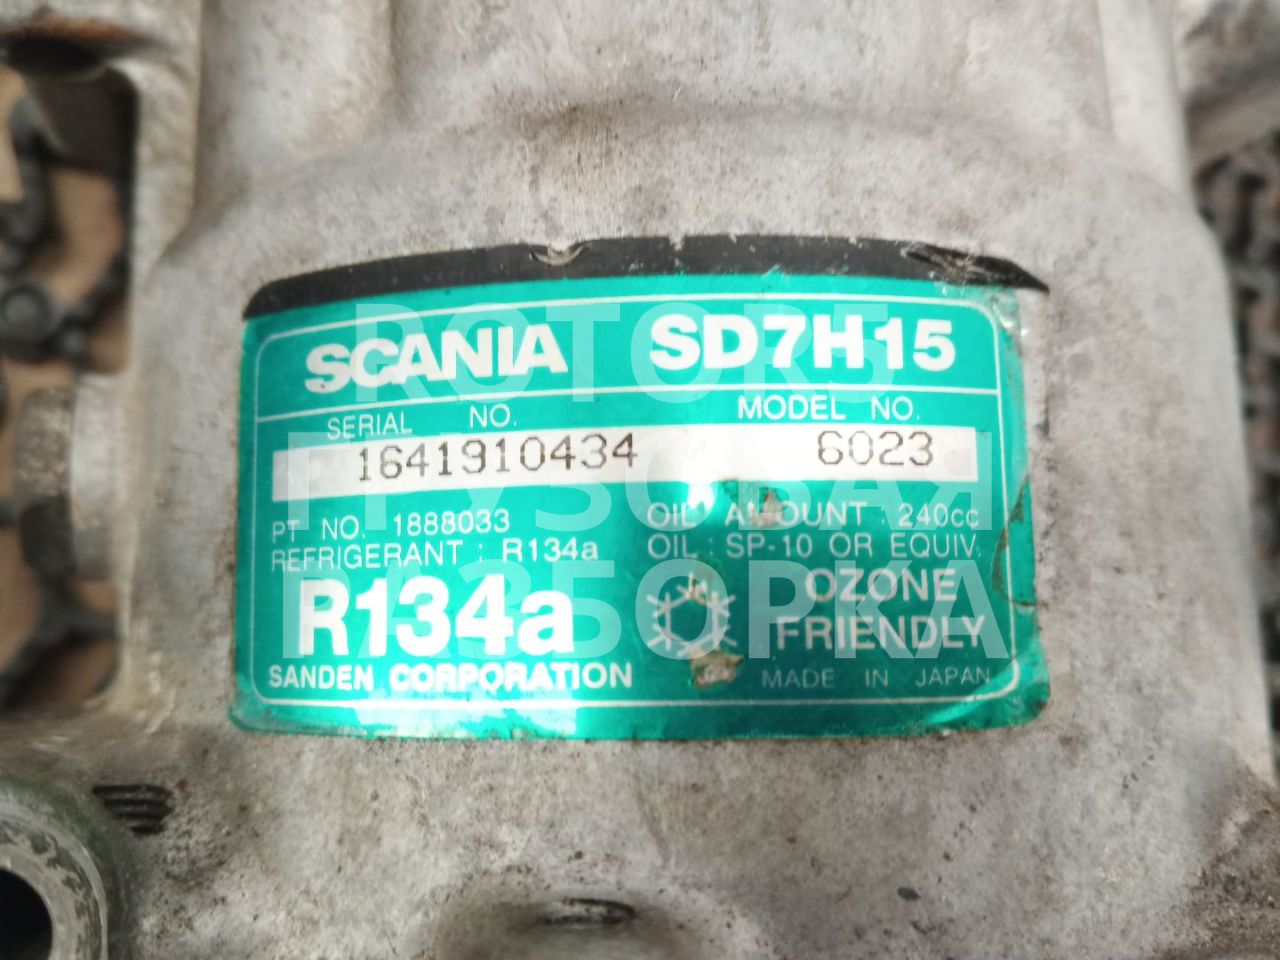 SCANIA SD7H15
SERIAL NO. MODEL NO.
1641910434 6023
PT NO. 1888033 OIL AMOUNT : 240cc
REFRIGERANT : R134a OIL : SP-10 OR EQUIV.
R134a OZONE
FRIENDLY
SANDEN CORPORATION MADE IN JAPAN
ROTORS
ГРУЗОВАЯ
РАЗБОРКА